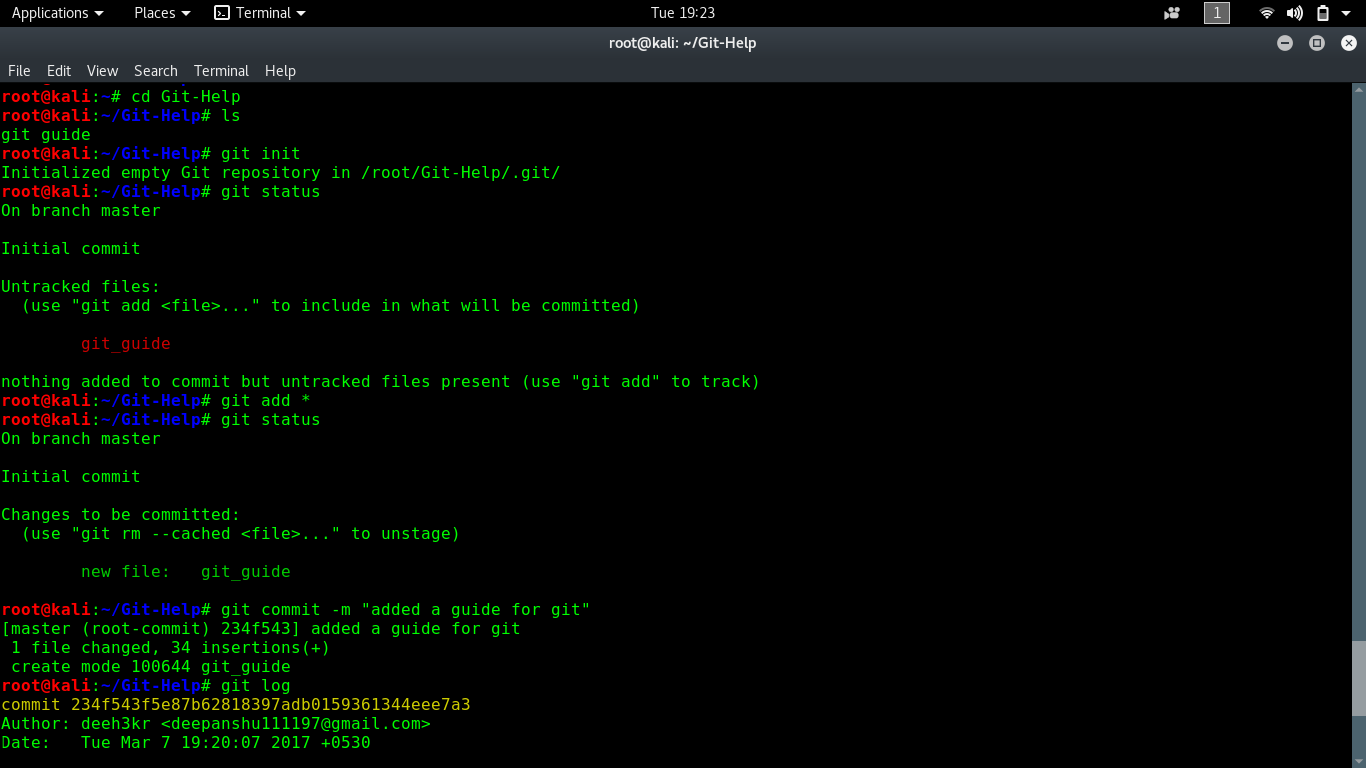 Applications Places Terminal Tue 19:23 1
root@kali: ~/Git-Help
File Edit View Search Terminal Help
root@kali:~# cd Git-Help
root@kali:~/Git-Help# ls
git guide
root@kali:~/Git-Help# git init
Initialized empty Git repository in /root/Git-Help/.git/
root@kali:~/Git-Help# git status
On branch master
Initial commit
Untracked files:
  (use "git add <file>..." to include in what will be committed)
        git_guide
nothing added to commit but untracked files present (use "git add" to track)
root@kali:~/Git-Help# git add *
root@kali:~/Git-Help# git status
On branch master
Initial commit
Changes to be committed:
  (use "git rm --cached <file>..." to unstage)
        new file:   git_guide
root@kali:~/Git-Help# git commit -m "added a guide for git"
[master (root-commit) 234f543] added a guide for git
 1 file changed, 34 insertions(+)
 create mode 100644 git_guide
root@kali:~/Git-Help# git log
commit 234f543f5e87b62818397adb0159361344eee7a3
Author: deeh3kr <deepanshu111197@gmail.com>
Date:   Tue Mar 7 19:20:07 2017 +0530